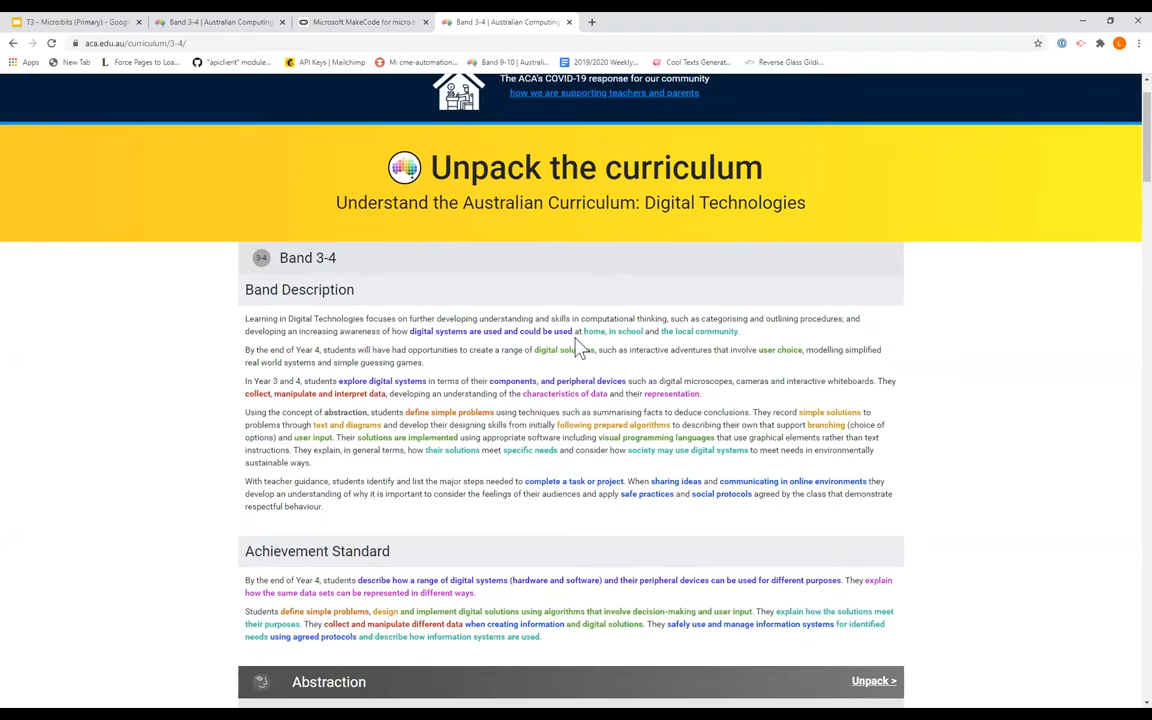 T3 - Micro:bits (Primary) - Goog
Band 3-4 | Australian Computing
Microsoft MakeCode for micro:b
Band 3-4 | Australian Computing
aca.edu.au/curriculum/3-4/
Apps
New Tab
Force Pages to Loa...
"apiclient" module...
API Keys | Mailchimp
M: cme-automation...
Band 9-10 | Australi...
2019/2020 Weekly...
Cool Texts Generat...
Reverse Glass Gildi...
L
The ACA's COVID-19 response for our community
how we are supporting teachers and parents
Unpack the curriculum
Understand the Australian Curriculum: Digital Technologies
3-4 Band 3-4
Band Description
Learning in Digital Technologies focuses on further developing understanding and skills in computational thinking, such as categorising and outlining procedures; and
developing an increasing awareness of how digital systems are used and could be used at home, in school and the local community.
By the end of Year 4, students will have had opportunities to create a range of digital solutions, such as interactive adventures that involve user choice, modelling simplified
real world systems and simple guessing games.
In Year 3 and 4, students explore digital systems in terms of their components, and peripheral devices such as digital microscopes, cameras and interactive whiteboards. They
collect, manipulate and interpret data, developing an understanding of the characteristics of data and their representation.
Using the concept of abstraction, students define simple problems using techniques such as summarising facts to deduce conclusions. They record simple solutions to
problems through text and diagrams and develop their designing skills from initially following prepared algorithms to describing their own that support branching (choice of
options) and user input. Their solutions are implemented using appropriate software including visual programming languages that use graphical elements rather than text
instructions. They explain, in general terms, how their solutions meet specific needs and consider how society may use digital systems to meet needs in environmentally
sustainable ways.
With teacher guidance, students identify and list the major steps needed to complete a task or project. When sharing ideas and communicating in online environments they
develop an understanding of why it is important to consider the feelings of their audiences and apply safe practices and social protocols agreed by the class that demonstrate
respectful behaviour.
Achievement Standard
By the end of Year 4, students describe how a range of digital systems (hardware and software) and their peripheral devices can be used for different purposes. They explain
how the same data sets can be represented in different ways.
Students define simple problems, design and implement digital solutions using algorithms that involve decision-making and user input. They explain how the solutions meet
their purposes. They collect and manipulate different data when creating information and digital solutions. They safely use and manage information systems for identified
needs using agreed protocols and describe how information systems are used.
Abstraction
Unpack >